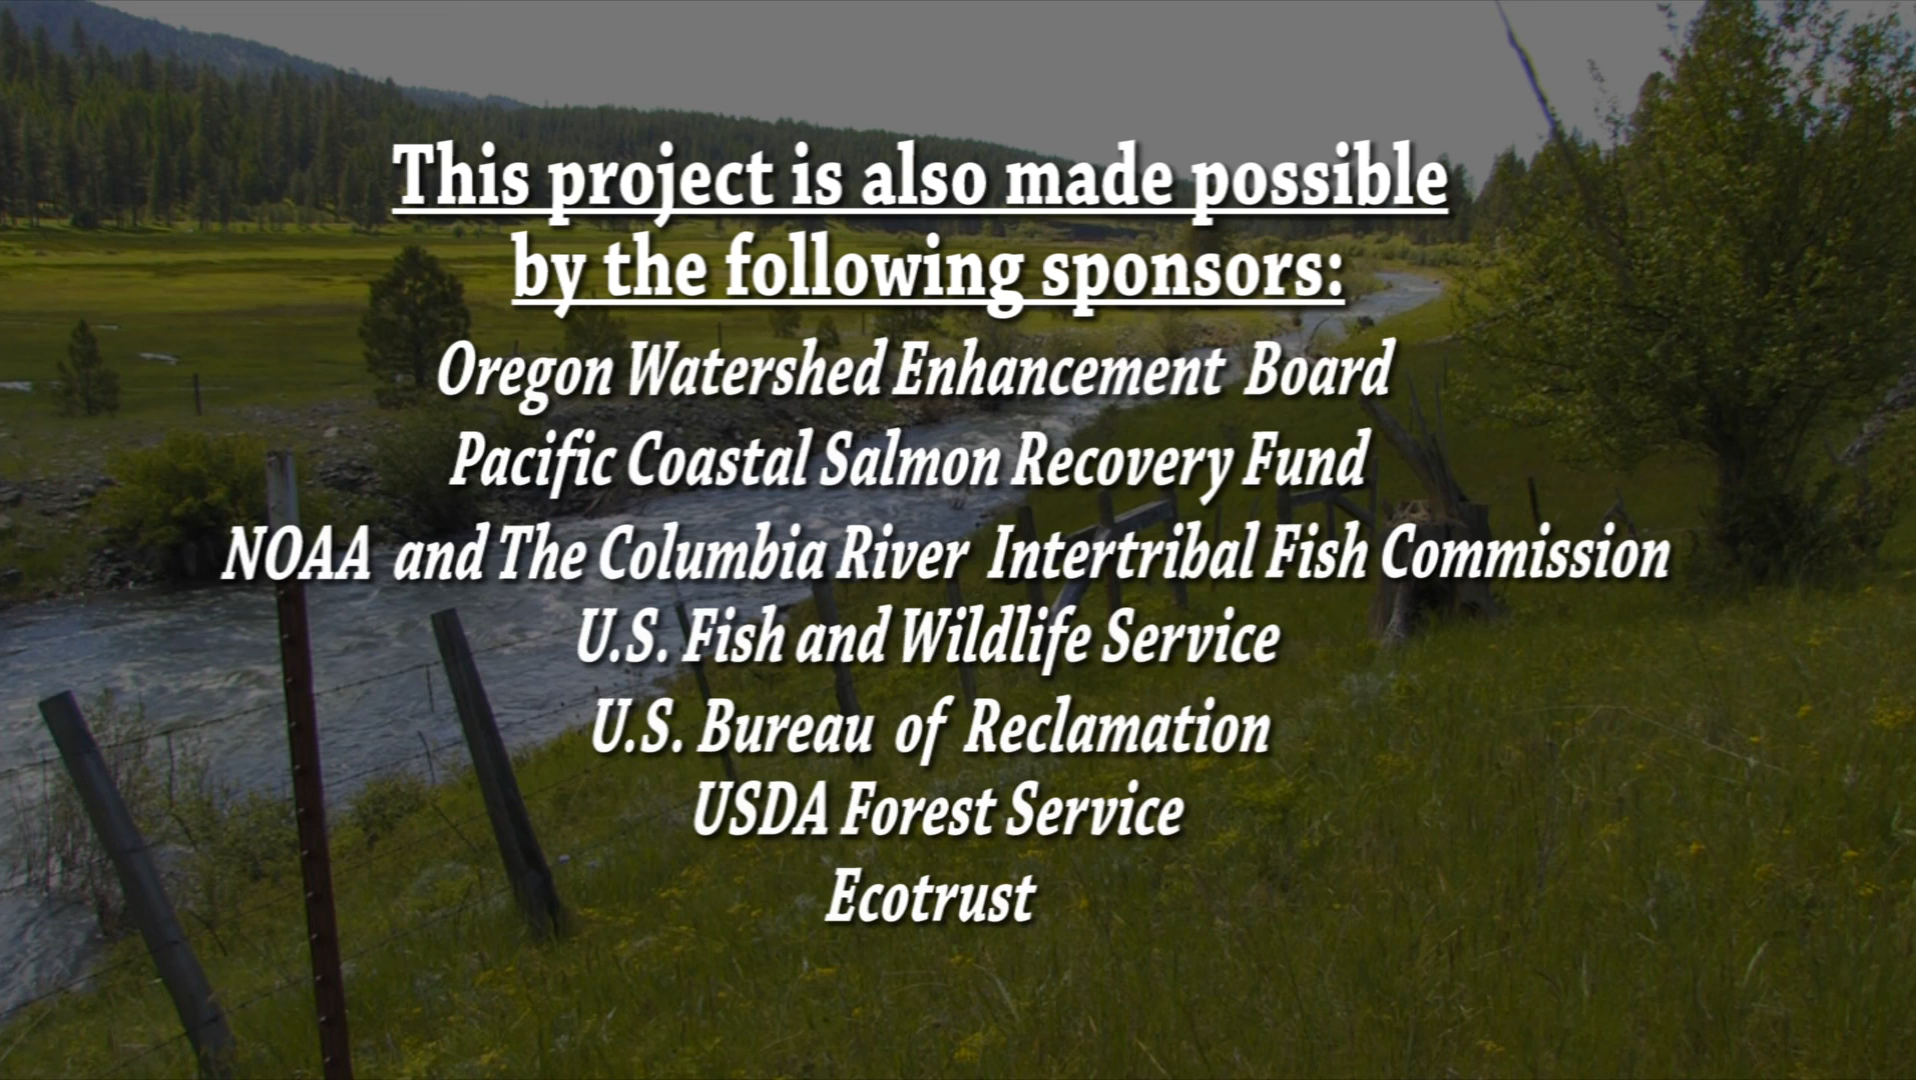 This project is also made possible
by the following sponsors:
Oregon Watershed Enhancement Board
Pacific Coastal Salmon Recovery Fund
NOAA and The Columbia River Intertribal Fish Commission
U.S. Fish and Wildlife Service
U.S. Bureau of Reclamation
USDA Forest Service
Ecotrust